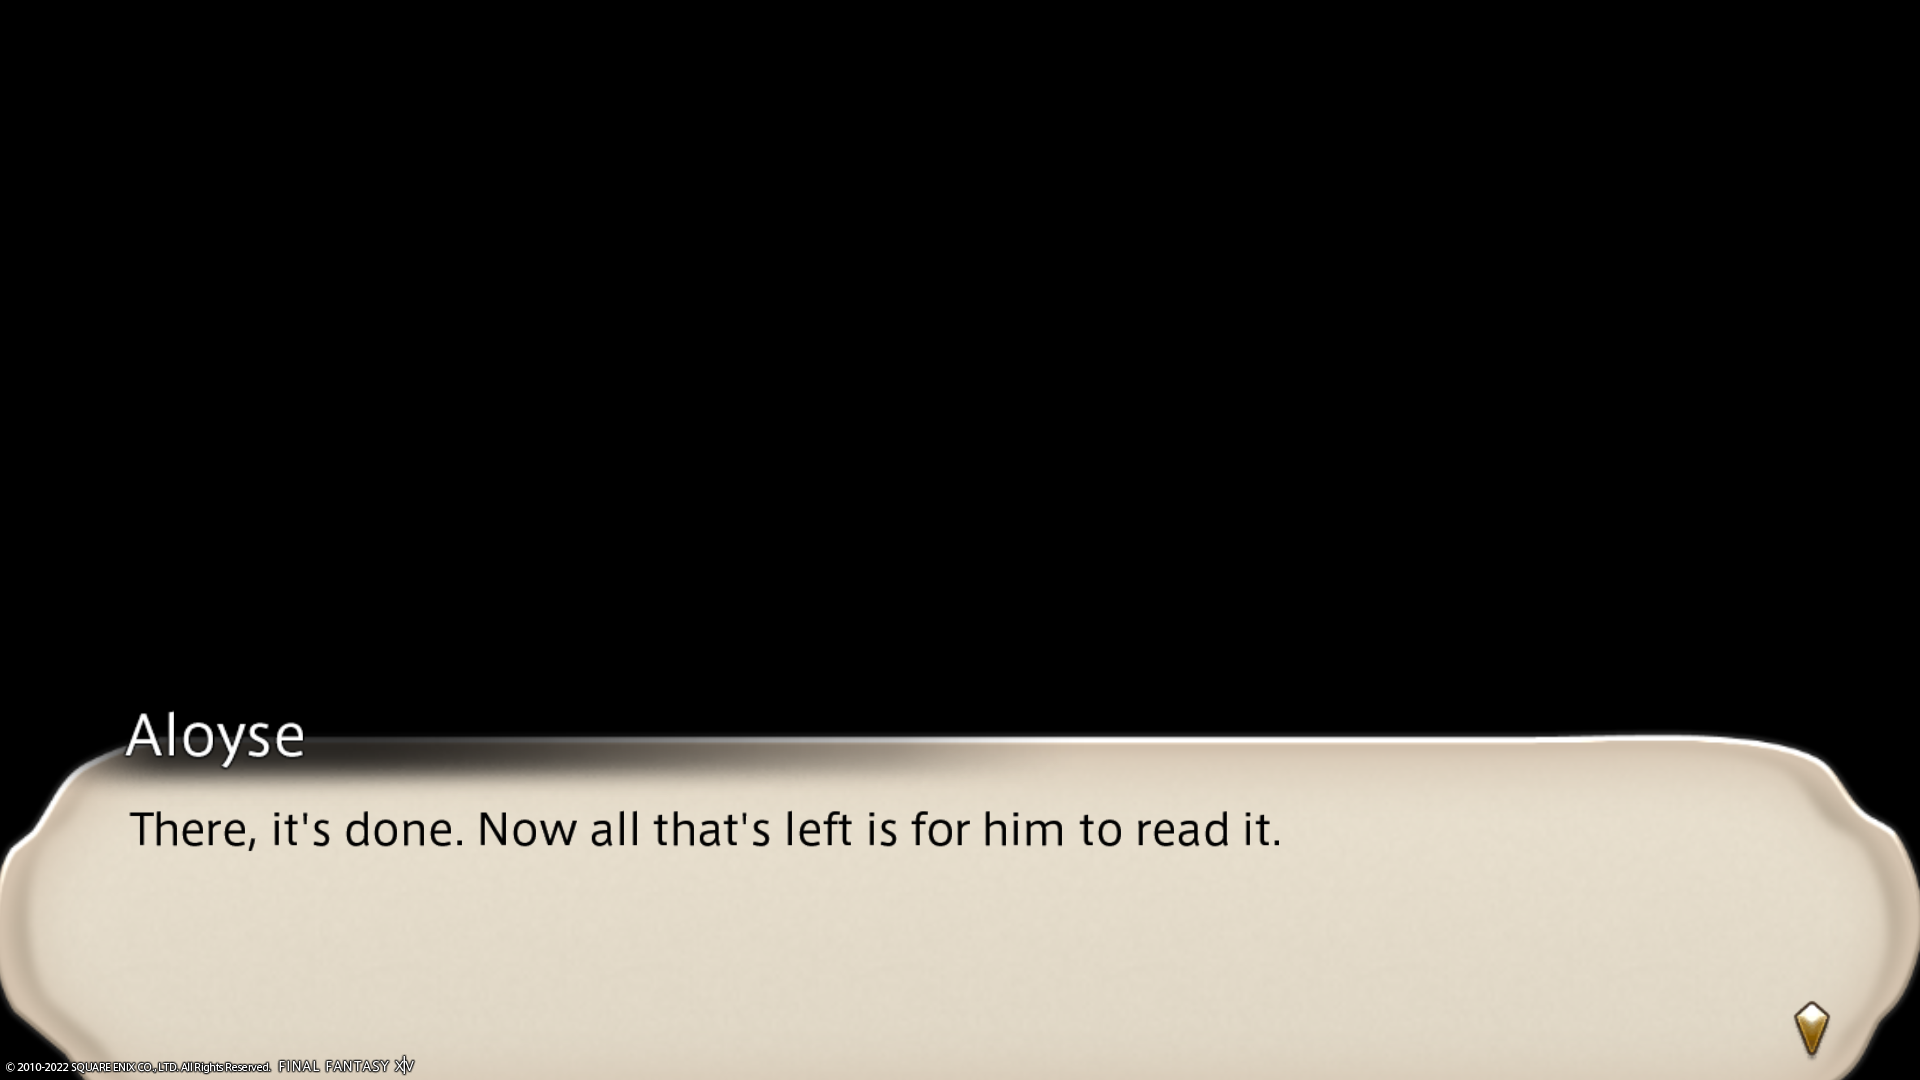 Aloyse
There, it's done. Now all that's left is for him to read it.
© 2010-2022 SQUARE ENIX CO., LTD. All Rights Reserved. FINAL FANTASY XIV